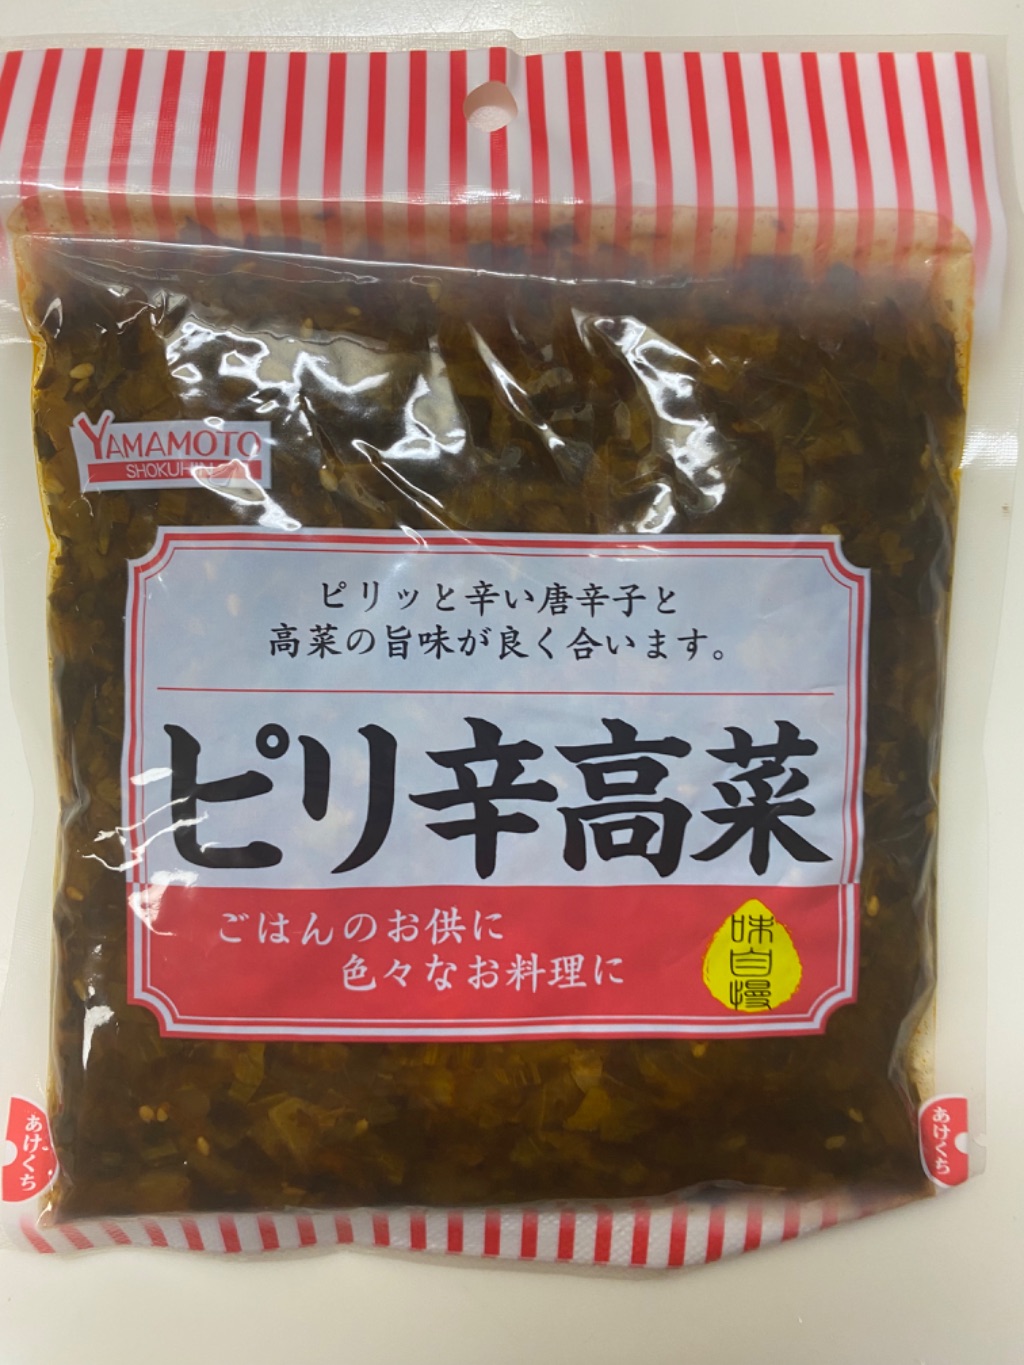 YAMAMOTO
SHOKUHIN
ピリッと辛い唐辛子と
高菜の旨味が良く合います。
ピリ辛高菜
ごはんのお供に
色々なお料理に
味
自
慢
あけくち
あけくち